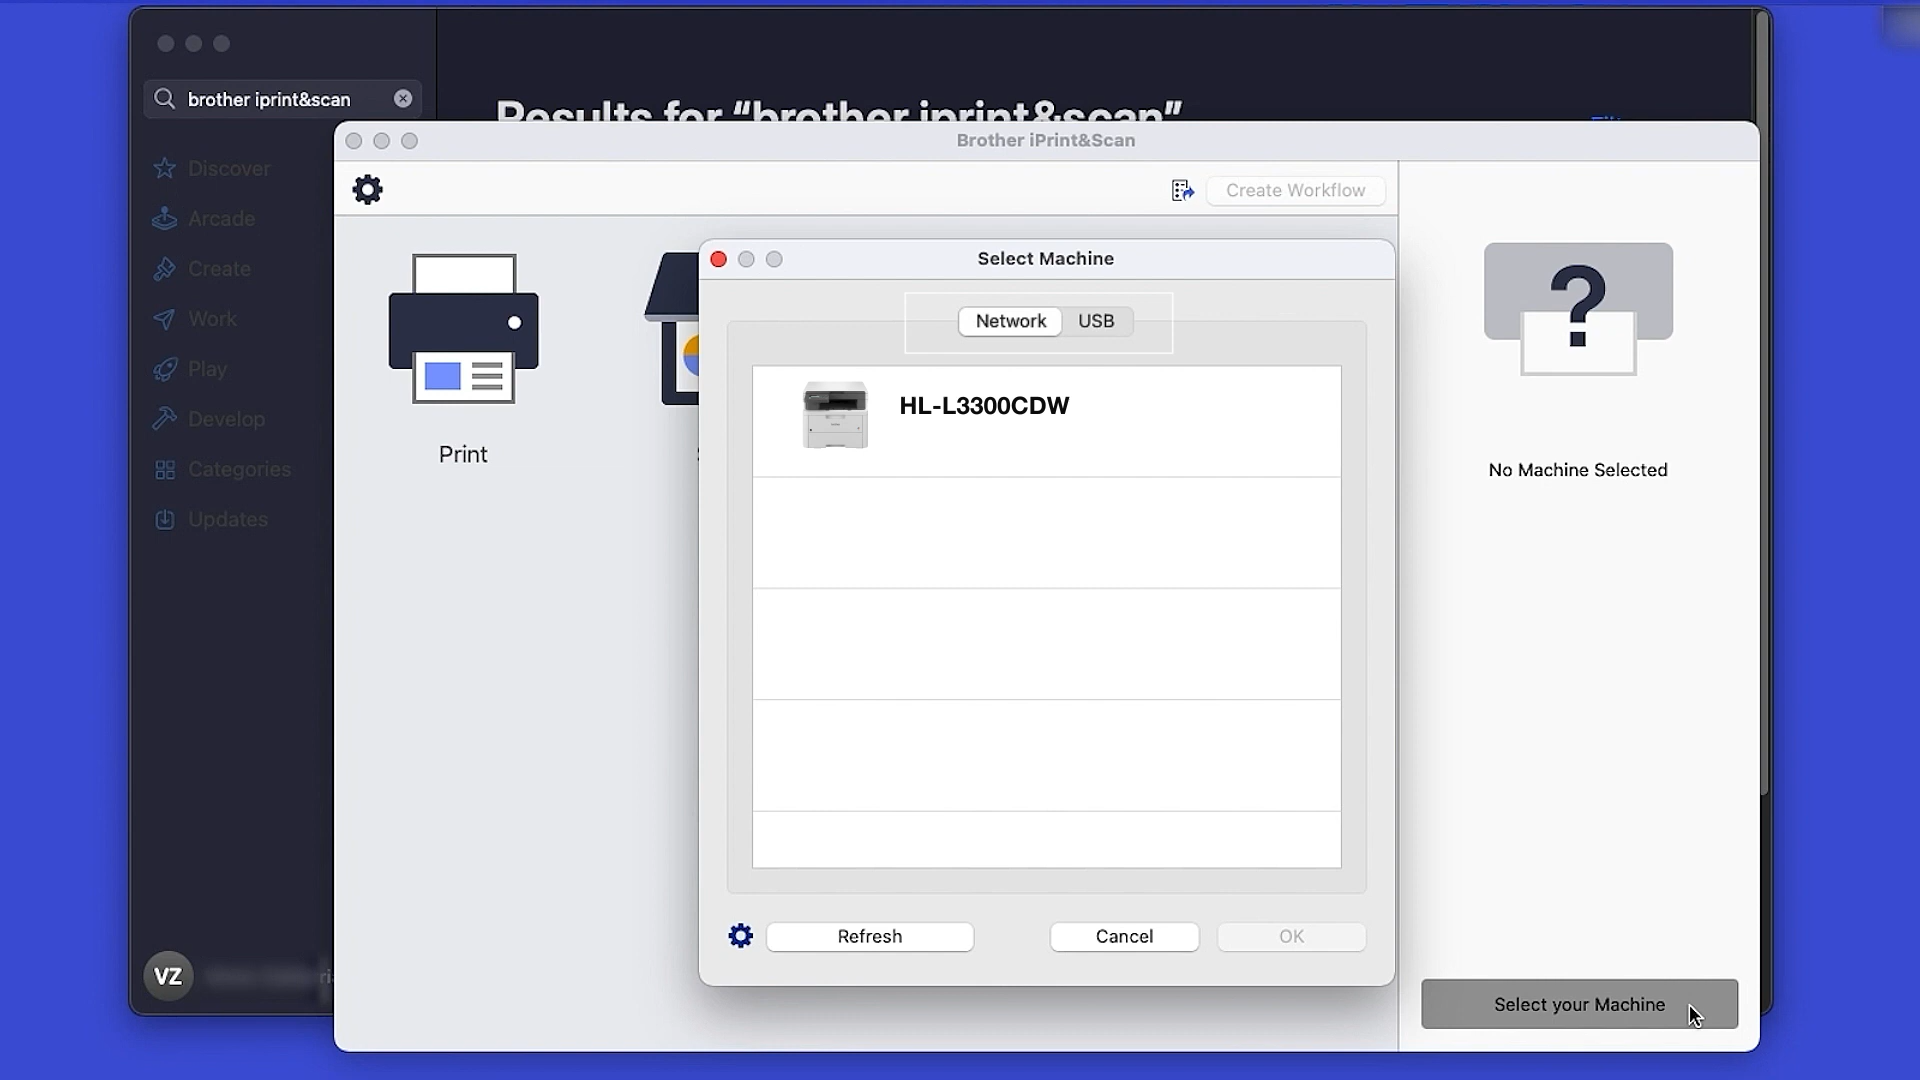 brother iprint&scan
Results for “brother iprint&scan”
Discover
Arcade
Create
Work
Play
Develop
Categories
Updates
VZ
Brother iPrint&Scan
Create Workflow
Print
Select Machine
Network USB
HL-L3300CDW
Refresh Cancel OK
No Machine Selected
Select your Machine